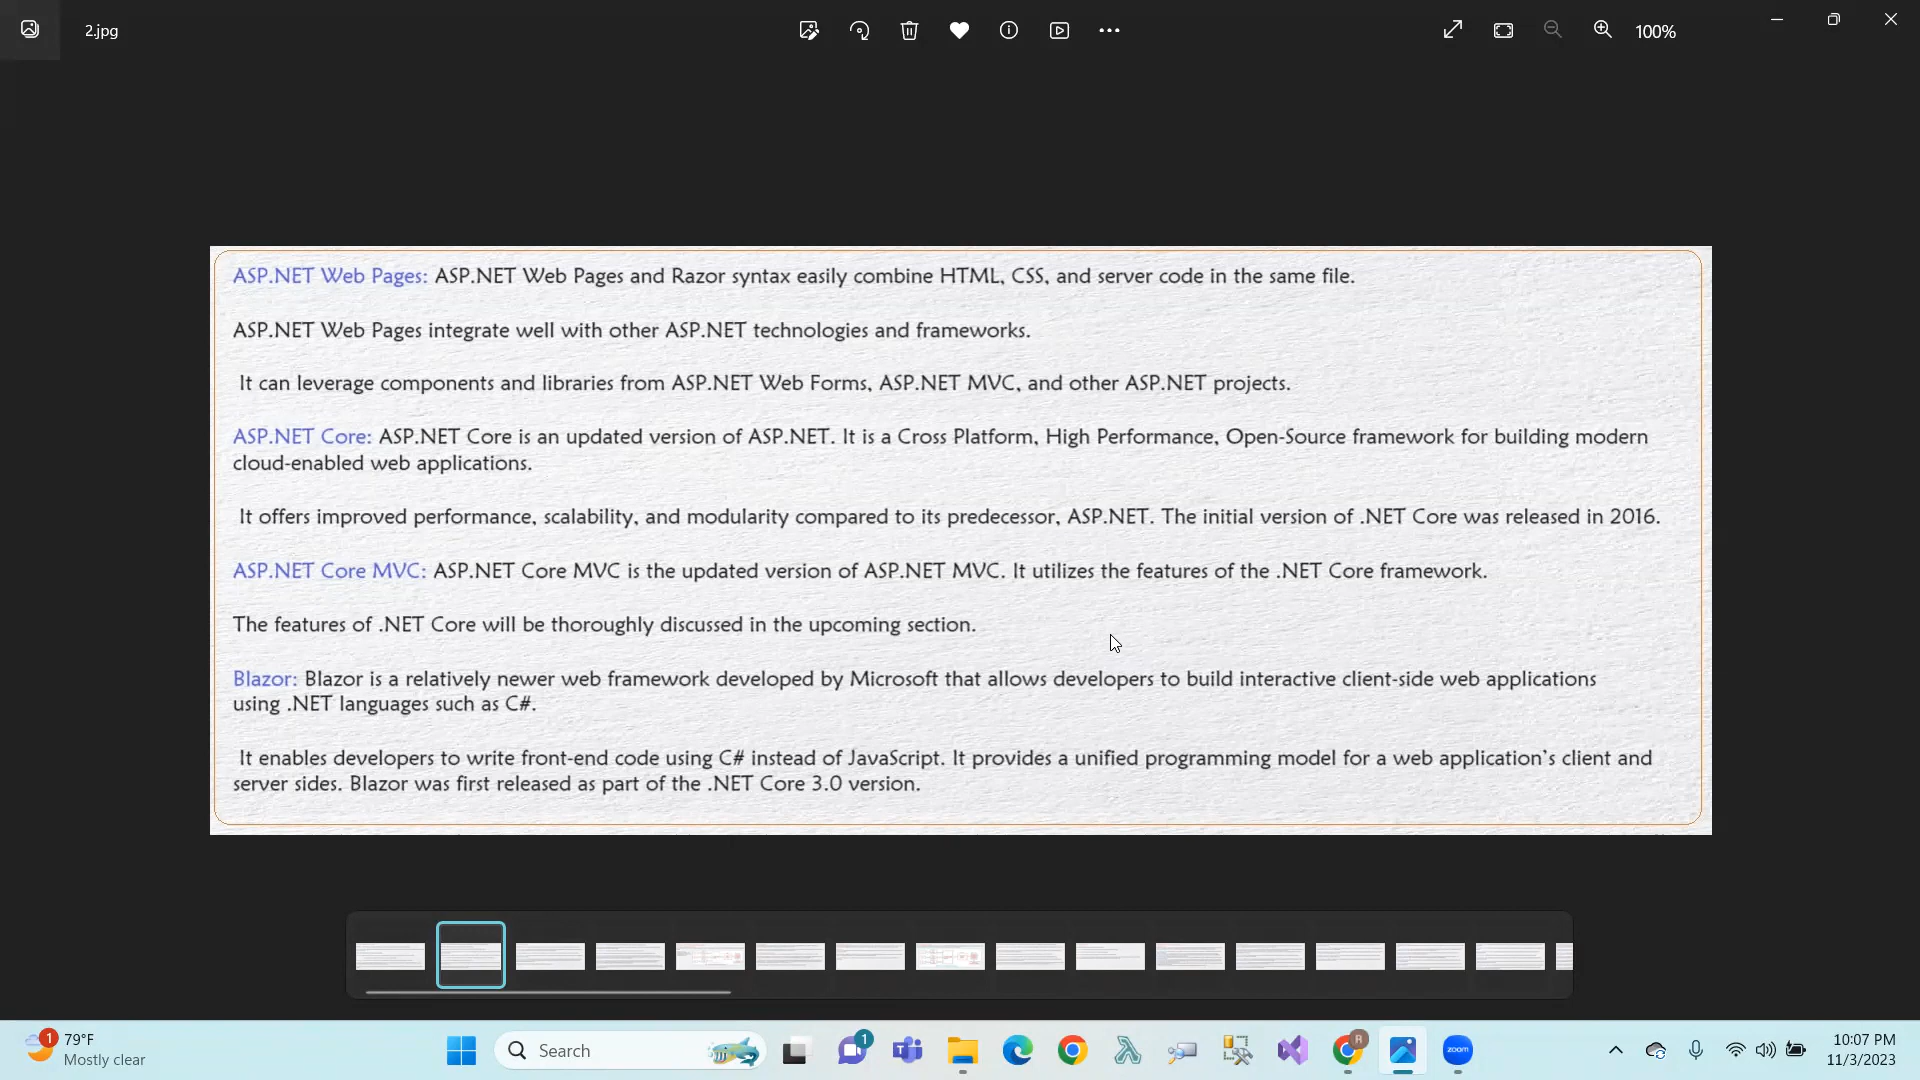 2.jpg
100%
ASP.NET Web Pages: ASP.NET Web Pages and Razor syntax easily combine HTML, CSS, and server code in the same file.
ASP.NET Web Pages integrate well with other ASP.NET technologies and frameworks.
It can leverage components and libraries from ASP.NET Web Forms, ASP.NET MVC, and other ASP.NET projects.
ASP.NET Core: ASP.NET Core is an updated version of ASP.NET. It is a Cross Platform, High Performance, Open-Source framework for building modern
cloud-enabled web applications.
It offers improved performance, scalability, and modularity compared to its predecessor, ASP.NET. The initial version of .NET Core was released in 2016.
ASP.NET Core MVC: ASP.NET Core MVC is the updated version of ASP.NET MVC. It utilizes the features of the .NET Core framework.
The features of .NET Core will be thoroughly discussed in the upcoming section.
Blazor: Blazor is a relatively newer web framework developed by Microsoft that allows developers to build interactive client-side web applications
using .NET languages such as C#.
It enables developers to write front-end code using C# instead of JavaScript. It provides a unified programming model for a web application's client and
server sides. Blazor was first released as part of the .NET Core 3.0 version.
1
79°F
Mostly clear
Search
1
R
zoom
10:07 PM
11/3/2023